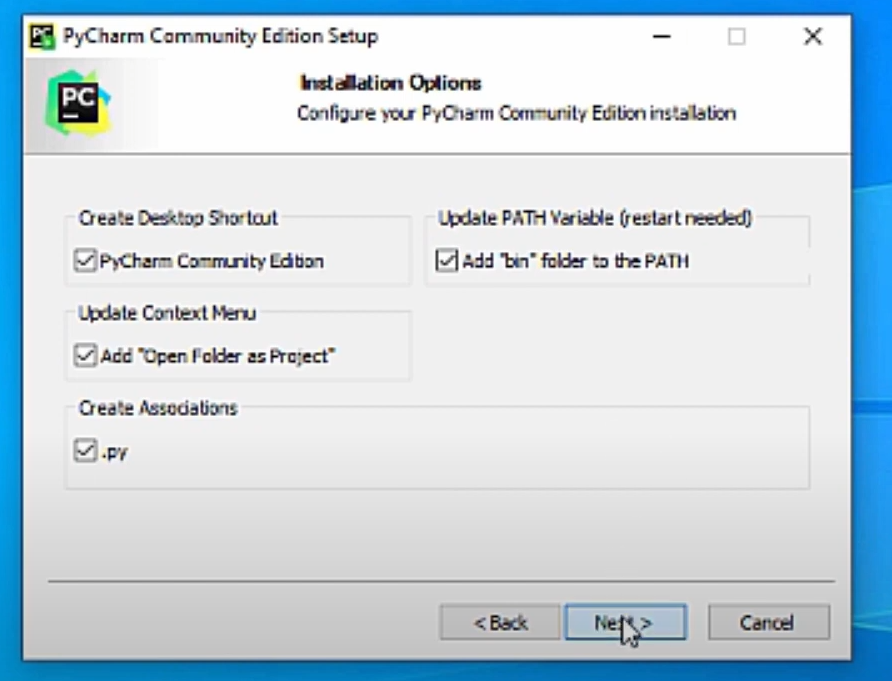 PyCharm Community Edition Setup
PC
Installation Options
Configure your PyCharm Community Edition installation
Create Desktop Shortcut
PyCharm Community Edition
Update PATH Variable (restart needed)
Add "bin" folder to the PATH
Update Context Menu
Add "Open Folder as Project"
Create Associations
.py
< Back
Next >
Cancel